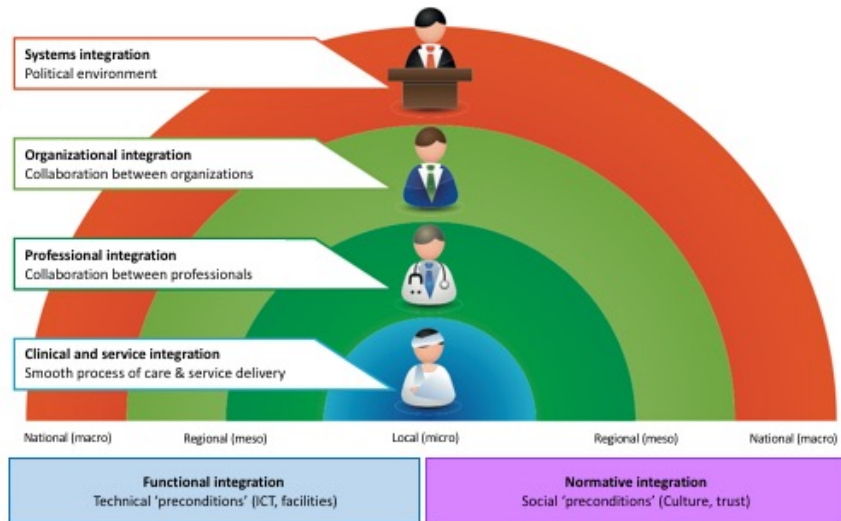 Systems integration
Political environment
Organizational integration
Collaboration between organizations
Professional integration
Collaboration between professionals
Clinical and service integration
Smooth process of care & service delivery
National (macro)
Regional (meso)
Local (micro)
Regional (meso)
National (macro)
Functional integration
Technical 'preconditions' (ICT, facilities)
Normative integration
Social 'preconditions' (Culture, trust)